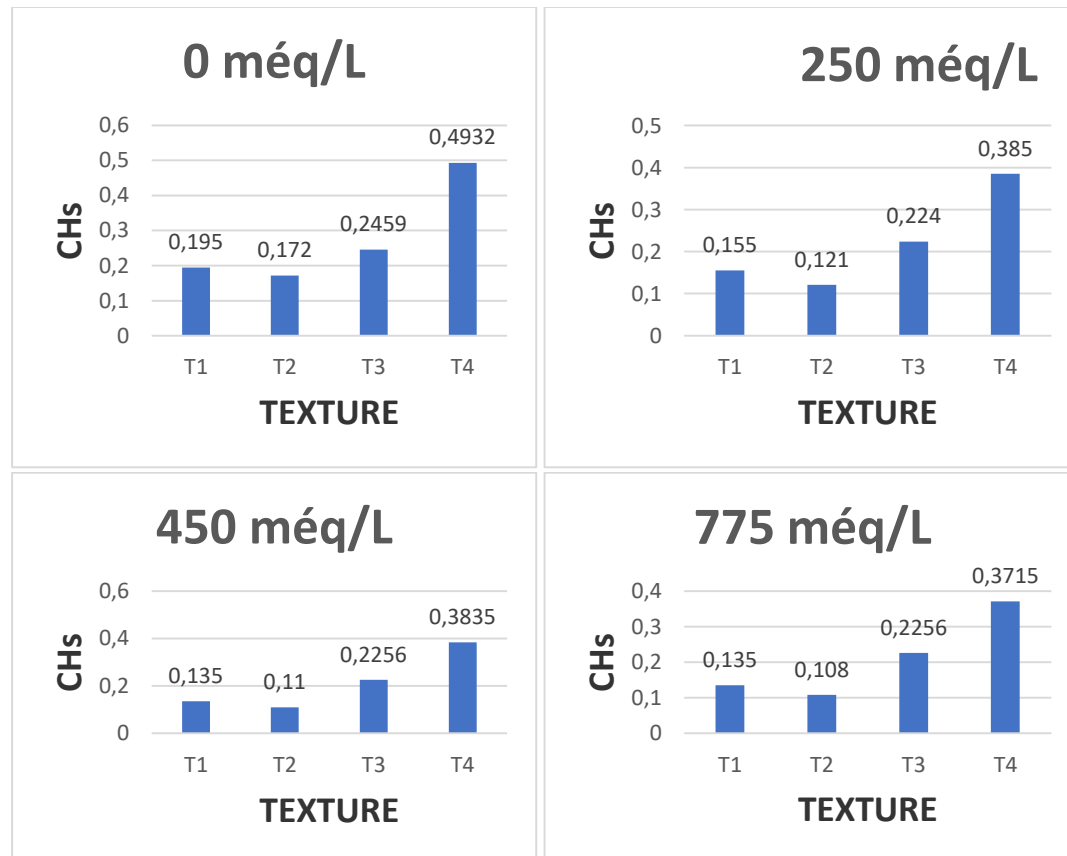 0 méq/L
0,6
0,5
0,4
0,3
0,2
0,1
0
CHs
0,195
0,172
0,2459
0,4932
T1 T2 T3 T4
TEXTURE
250 méq/L
0,5
0,4
0,3
0,2
0,1
0
CHs
0,155
0,121
0,224
0,385
T1 T2 T3 T4
TEXTURE
450 méq/L
0,6
0,4
0,2
0
CHs
0,135
0,11
0,2256
0,3835
T1 T2 T3 T4
TEXTURE
775 méq/L
0,4
0,3
0,2
0,1
0
CHs
0,135
0,108
0,2256
0,3715
T1 T2 T3 T4
TEXTURE